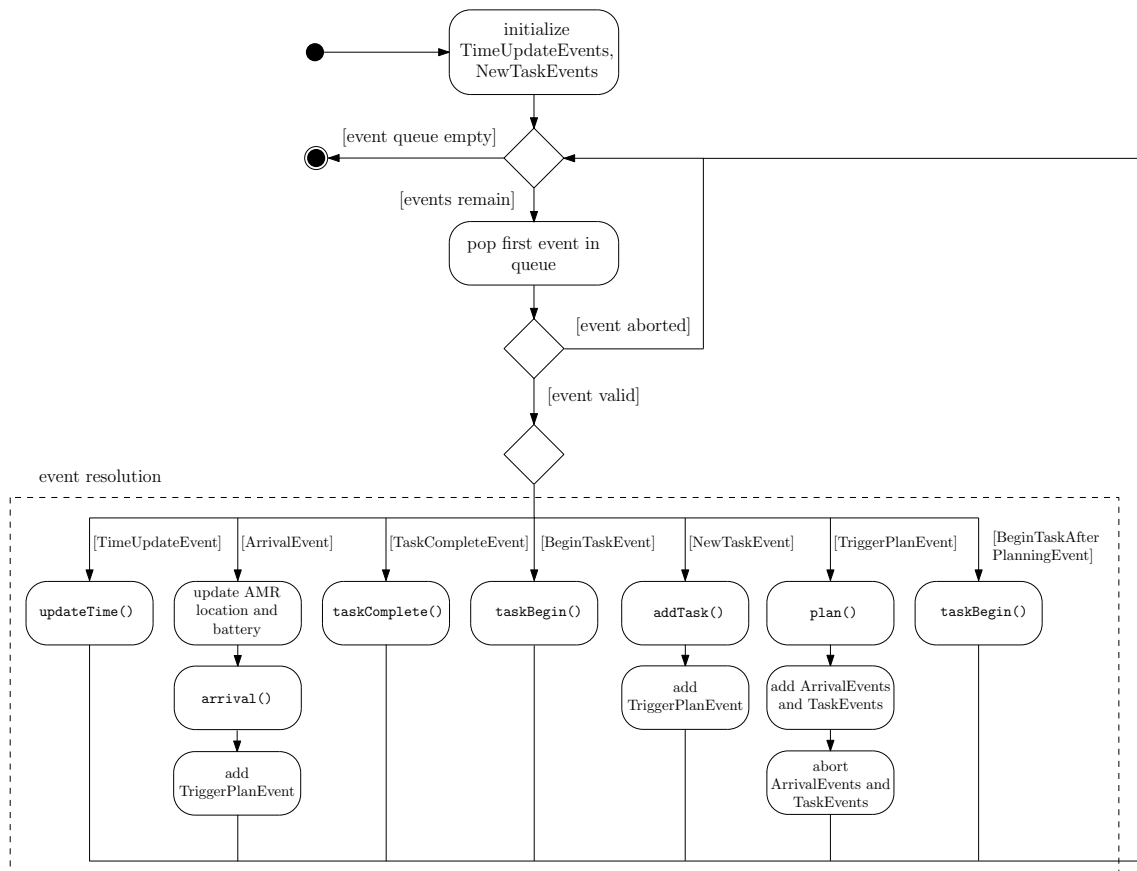 initialize
TimeUpdateEvents,
NewTaskEvents
[event queue empty]
[events remain]
pop first event in
queue
[event aborted]
[event valid]
event resolution
[TimeUpdateEvent]
[ArrivalEvent]
[TaskCompleteEvent]
[BeginTaskEvent]
[NewTaskEvent]
[TriggerPlanEvent]
[BeginTaskAfter
PlanningEvent]
updateTime()
update AMR
location and
battery
taskComplete()
taskBegin()
addTask()
plan()
taskBegin()
arrival()
add
TriggerPlanEvent
add ArrivalEvents
and TaskEvents
add
TriggerPlanEvent
abort
ArrivalEvents and
TaskEvents